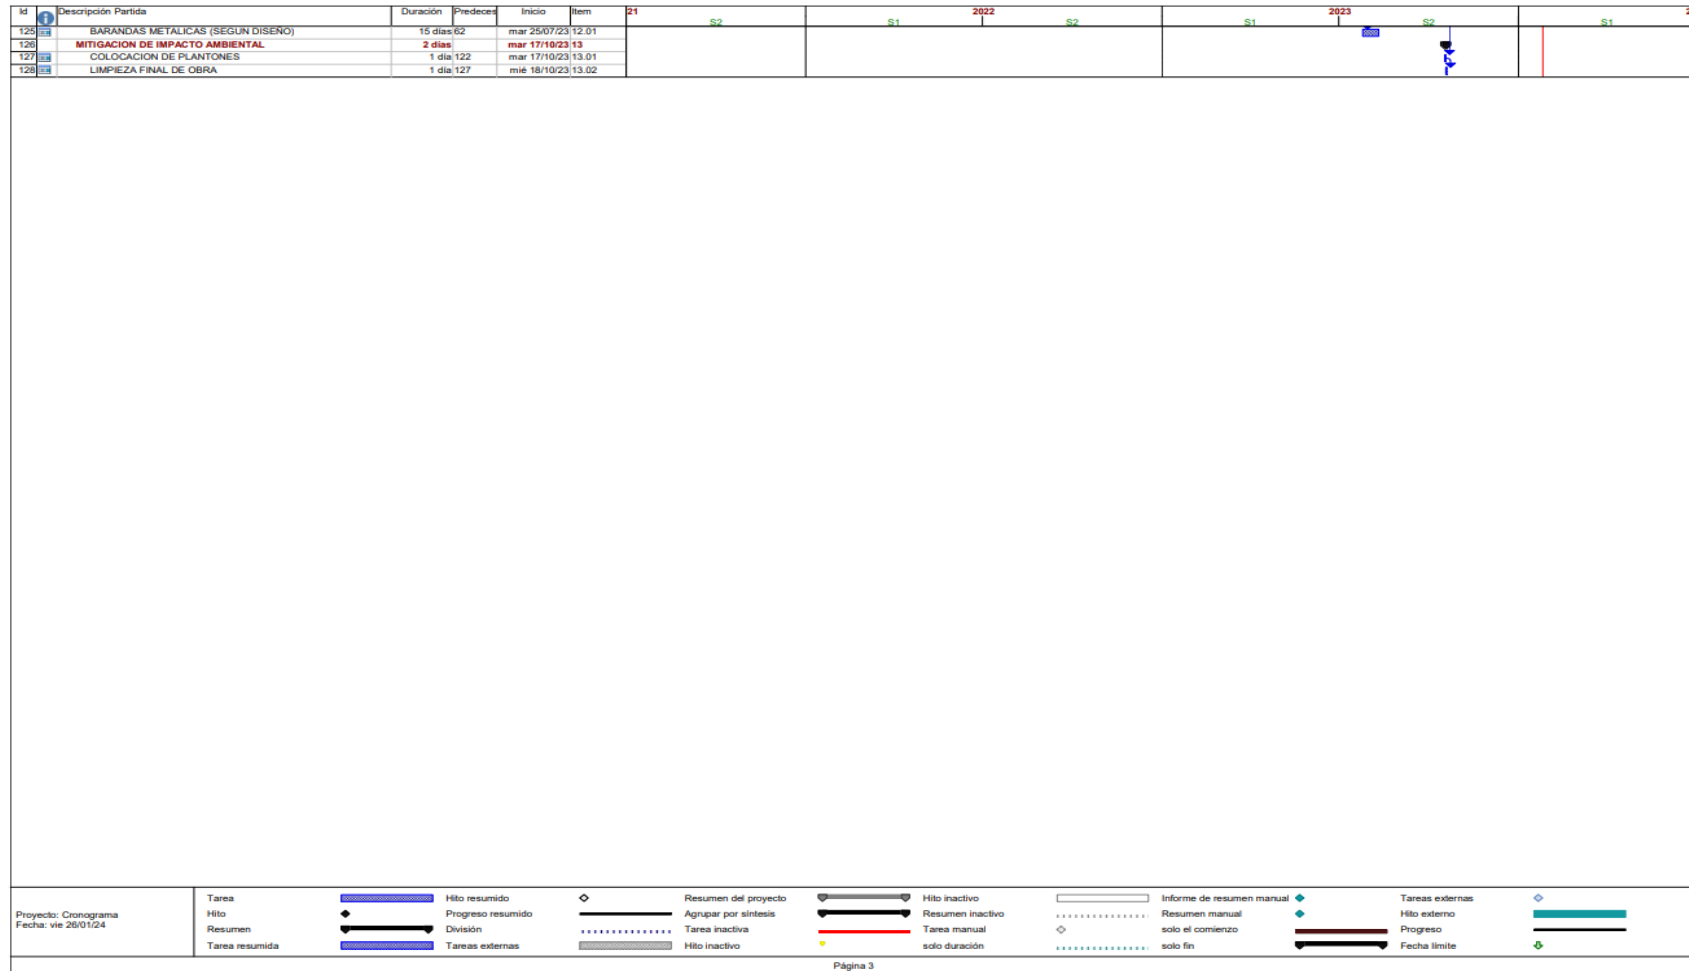 Id Descripción Partida Duración Predeces Inicio Item 21 2022 2023 2
S2 S1 S2 S1 S2 S1
125 BARANDAS METALICAS (SEGUN DISEÑO) 15 días 62 mar 25/07/23 12.01
126 MITIGACION DE IMPACTO AMBIENTAL 2 días mar 17/10/23 13
127 COLOCACION DE PLANTONES 1 día 122 mar 17/10/23 13.01
128 LIMPIEZA FINAL DE OBRA 1 día 127 mié 18/10/23 13.02
Proyecto: Cronograma
Fecha: vie 26/01/24
Tarea Hito resumido Resumen del proyecto Hito inactivo Informe de resumen manual Tareas externas
Hito Progreso resumido Agrupar por síntesis Resumen inactivo Resumen manual Hito externo
Resumen División Tarea inactiva Tarea manual solo el comienzo Progreso
Tarea resumida Tareas externas Hito inactivo solo duración solo fin Fecha límite
Página 3